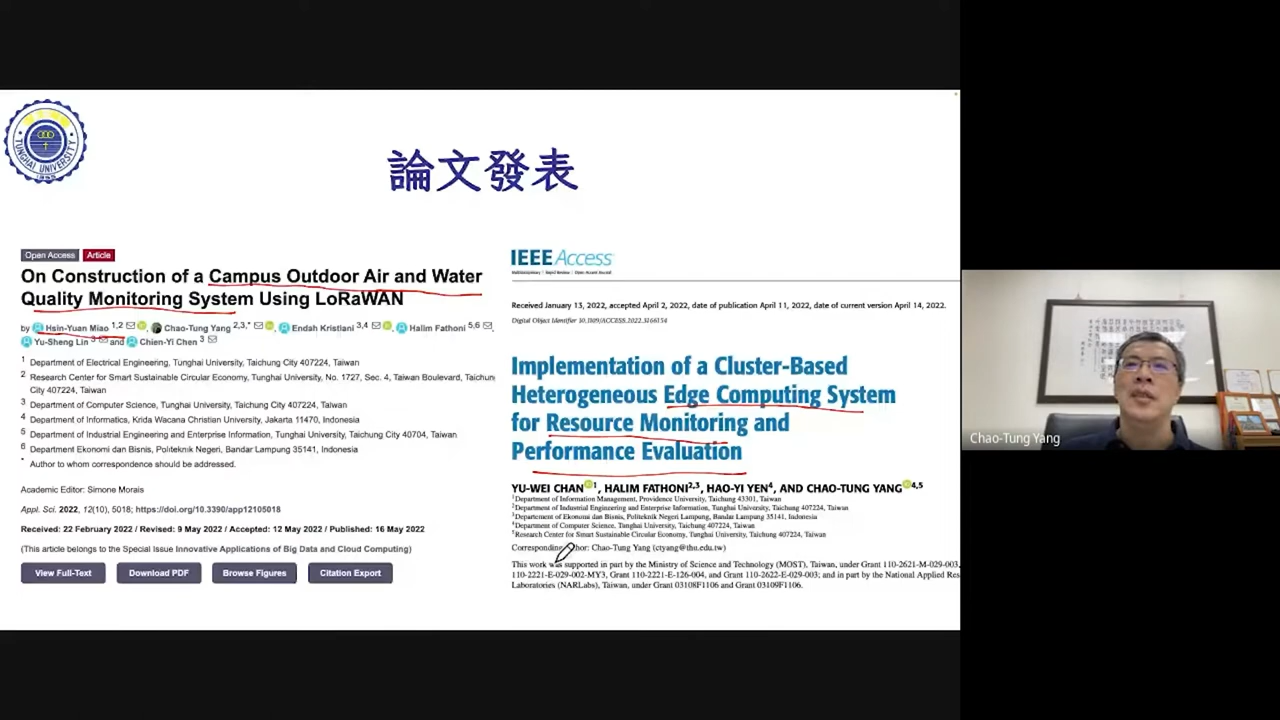 TUNGHAI UNIVERSITY
1955
論文發表
Open Access Article
On Construction of a Campus Outdoor Air and Water
Quality Monitoring System Using LoRaWAN
by Hsin-Yuan Miao 1,2, Chao-Tung Yang 2,3,*, Endah Kristiani 3,4, Halim Fathoni 5,6,
Yu-Sheng Lin 3 and Chien-Yi Chen 3
1 Department of Electrical Engineering, Tunghai University, Taichung City 407224, Taiwan
2 Research Center for Smart Sustainable Circular Economy, Tunghai University, No. 1727, Sec. 4, Taiwan Boulevard, Taichung
City 407224, Taiwan
3 Department of Computer Science, Tunghai University, Taichung City 407224, Taiwan
4 Department of Informatics, Krida Wacana Christian University, Jakarta 11470, Indonesia
5 Department of Industrial Engineering and Enterprise Information, Tunghai University, Taichung City 40704, Taiwan
6 Department Ekonomi dan Bisnis, Politeknik Negeri, Bandar Lampung 35141, Indonesia
* Author to whom correspondence should be addressed.
Academic Editor: Simone Morais
Appl. Sci. 2022, 12(10), 5018; https://doi.org/10.3390/app12105018
Received: 22 February 2022 / Revised: 9 May 2022 / Accepted: 12 May 2022 / Published: 16 May 2022
(This article belongs to the Special Issue Innovative Applications of Big Data and Cloud Computing)
View Full-Text Download PDF Browse Figures Citation Export
IEEE Access
Multidisciplinary | Rapid Review | Open Access Journal
Received January 13, 2022, accepted April 2, 2022, date of publication April 11, 2022, date of current version April 14, 2022.
Digital Object Identifier 10.1109/ACCESS.2022.3166154
Implementation of a Cluster-Based
Heterogeneous Edge Computing System
for Resource Monitoring and
Performance Evaluation
YU-WEI CHAN 1, HALIM FATHONI 2,3, HAO-YI YEN 4, AND CHAO-TUNG YANG 4,5
1 Department of Information Management, Providence University, Taichung 43301, Taiwan
2 Department of Industrial Engineering and Enterprise Information, Tunghai University, Taichung 407224, Taiwan
3 Departement of Ekonomi dan Bisnis, Politeknik Negeri Lampung, Bandar Lampung 35141, Indonesia
4 Department of Computer Science, Tunghai University, Taichung 407224, Taiwan
5 Research Center for Smart Sustainable Circular Economy, Tunghai University, Taichung 407224, Taiwan
Corresponding author: Chao-Tung Yang (ctyang@thu.edu.tw)
This work was supported in part by the Ministry of Science and Technology (MOST), Taiwan, under Grant 110-2621-M-029-003,
110-2221-E-029-002-MY3, Grant 110-2221-E-126-004, and Grant 110-2622-E-029-003; and in part by the National Applied Res
Laboratories (NARLabs), Taiwan, under Grant 03108F1106 and Grant 03109F1106.
Chao-Tung Yang